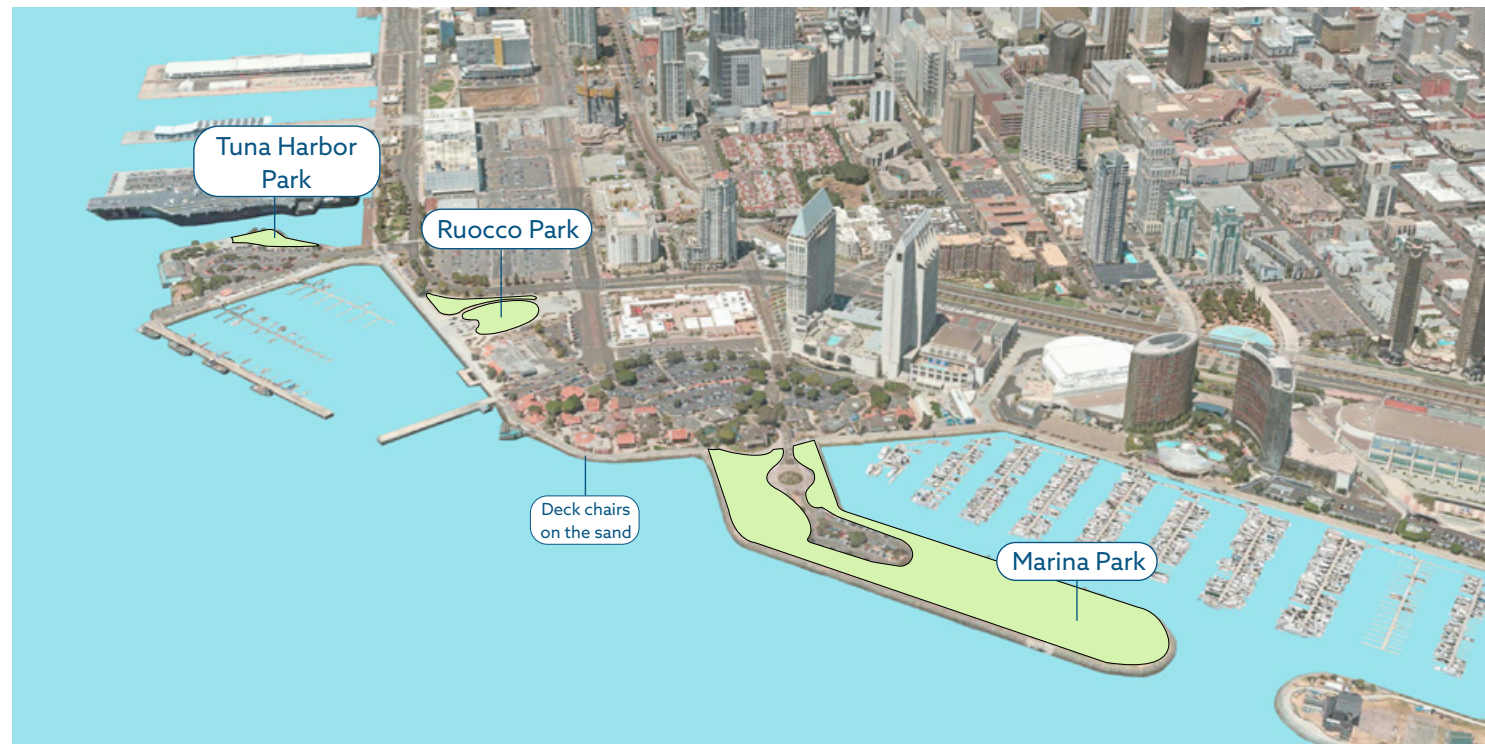 Tuna Harbor
Park
Ruocco Park
Deck chairs
on the sand
Marina Park